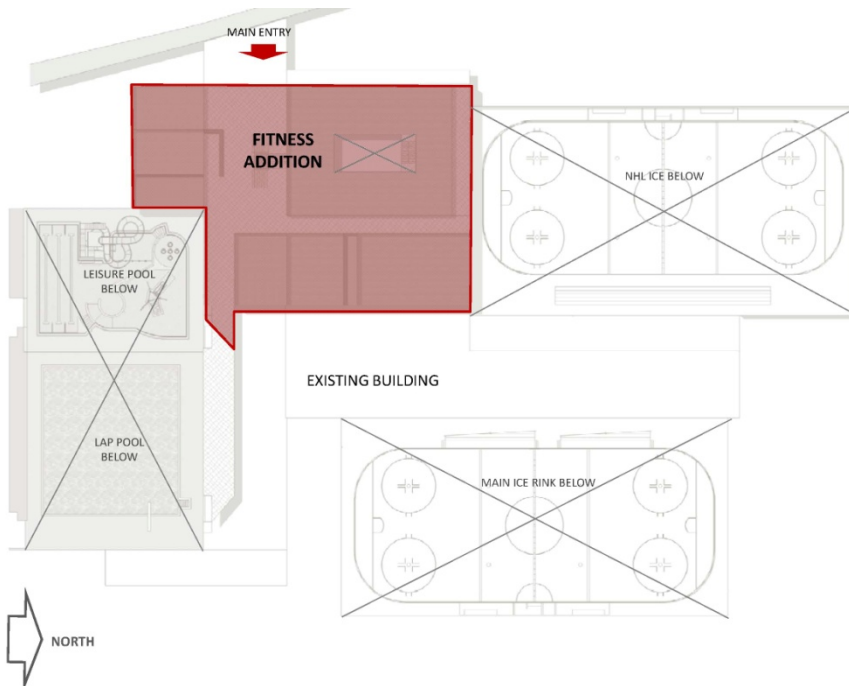 MAIN ENTRY
FITNESS
ADDITION
NHL ICE BELOW
LEISURE POOL
BELOW
EXISTING BUILDING
LAP POOL
BELOW
MAIN ICE RINK BELOW
NORTH